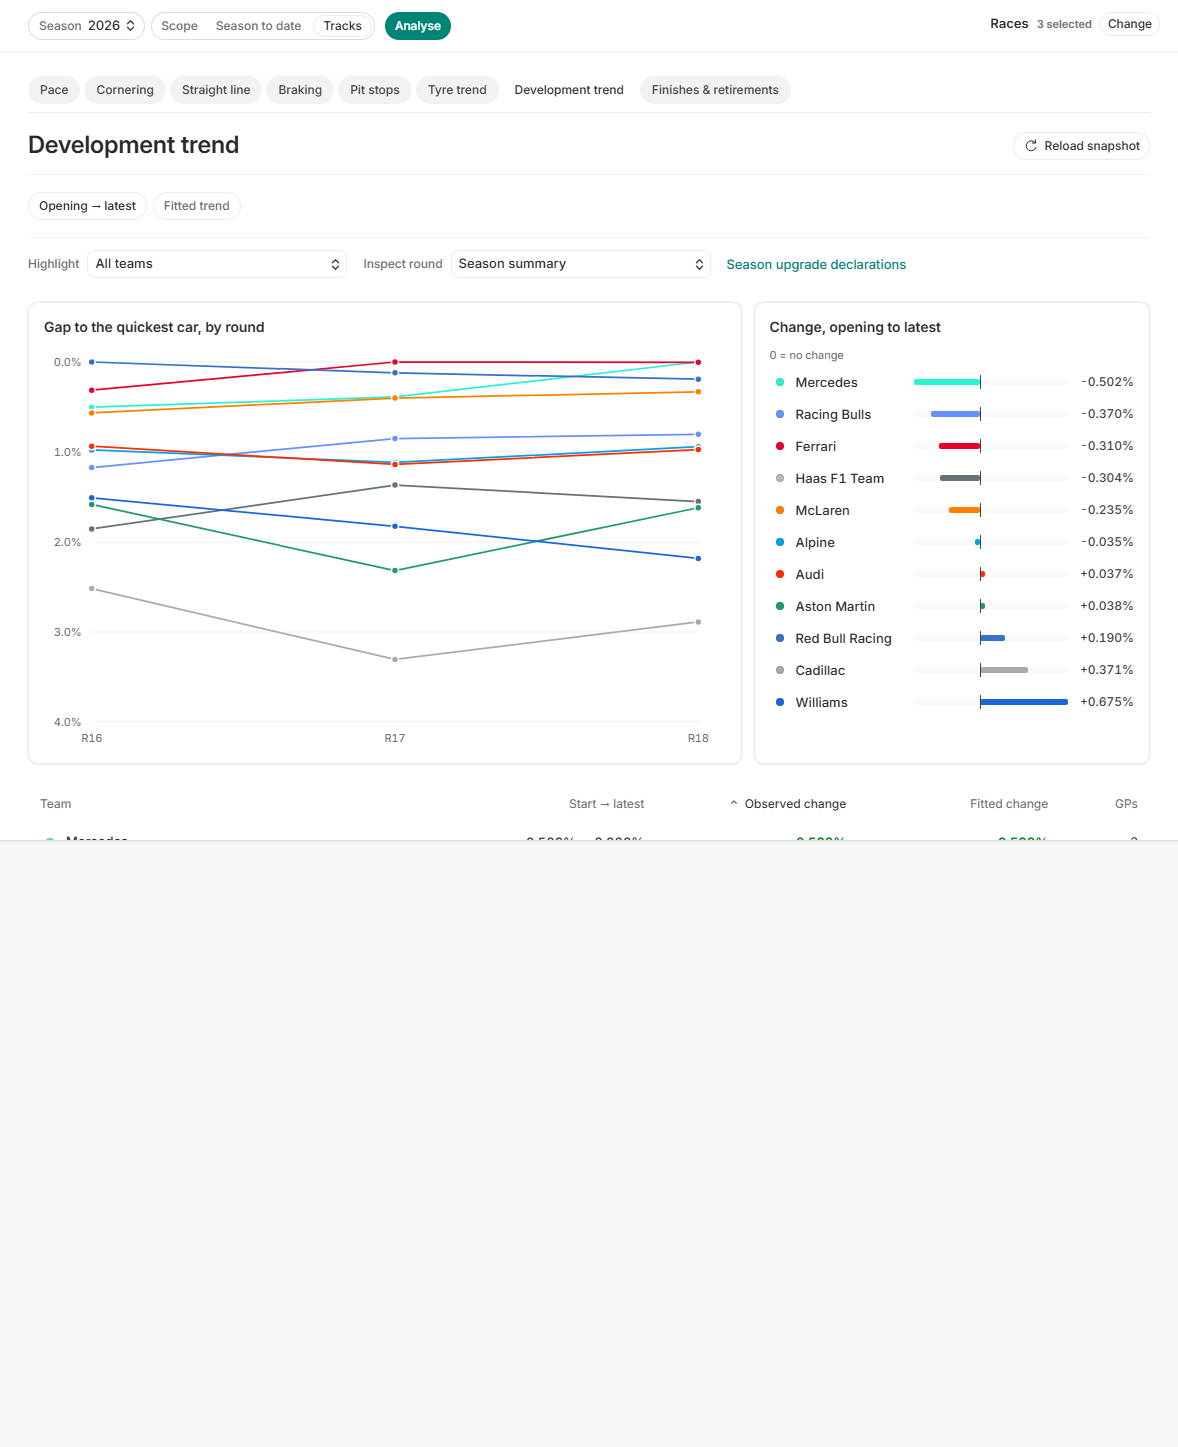 Season 2026
Scope Season to date Tracks
Analyse
Races 3 selected Change
Pace Cornering Straight line Braking Pit stops Tyre trend Development trend Finishes & retirements
Development trend
Reload snapshot
Opening → latest Fitted trend
Highlight All teams Inspect round Season summary Season upgrade declarations
Gap to the quickest car, by round
0.0%
1.0%
2.0%
3.0%
4.0%
R16 R17 R18
Change, opening to latest
0 = no change
Mercedes -0.502%
Racing Bulls -0.370%
Ferrari -0.310%
Haas F1 Team -0.304%
McLaren -0.235%
Alpine -0.035%
Audi +0.037%
Aston Martin +0.038%
Red Bull Racing +0.190%
Cadillac +0.371%
Williams +0.675%
Team Start → latest ^ Observed change Fitted change GPs
Mercedes